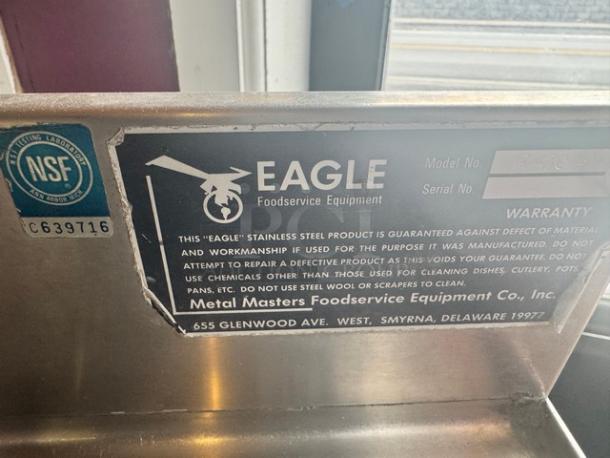 NSF TESTING LABORATORY
NSF
ANN ARBOR MICH
C639716
EAGLE
Foodservice Equipment
Model No.
Serial No.
WARRANTY
THIS "EAGLE" STAINLESS STEEL PRODUCT IS GUARANTEED AGAINST DEFECT OF MATERIAL
AND WORKMANSHIP IF USED FOR THE PURPOSE IT WAS MANUFACTURED. DO NOT
ATTEMPT TO REPAIR A DEFECTIVE PRODUCT AS THIS VOIDS YOUR GUARANTEE. DO NOT
USE CHEMICALS OTHER THAN THOSE USED FOR CLEANING DISHES, CUTLERY, POTS,
PANS, ETC. DO NOT USE STEEL WOOL OR SCRAPERS TO CLEAN.
Metal Masters Foodservice Equipment Co., Inc.
655 GLENWOOD AVE. WEST, SMYRNA, DELAWARE 19977